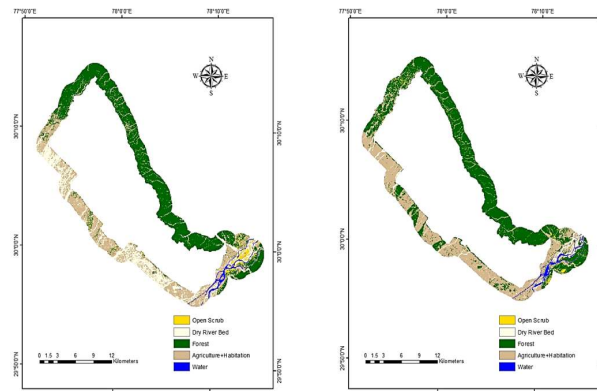 77°50'0"E 78°0'0"E 78°10'0"E
N
W E
S
30°10'0"N
30°0'0"N
29°50'0"N
Open Scrub
Dry River Bed
Forest
Agriculture+Habitation
Water
0 1.5 3 6 9 12
Kilometers
77°50'0"E 78°0'0"E 78°10'0"E
N
W E
S
30°10'0"N
30°0'0"N
29°50'0"N
Open Scrub
Dry River Bed
Forest
Agriculture+Habitation
Water
0 1.5 3 6 9 12
Kilometers